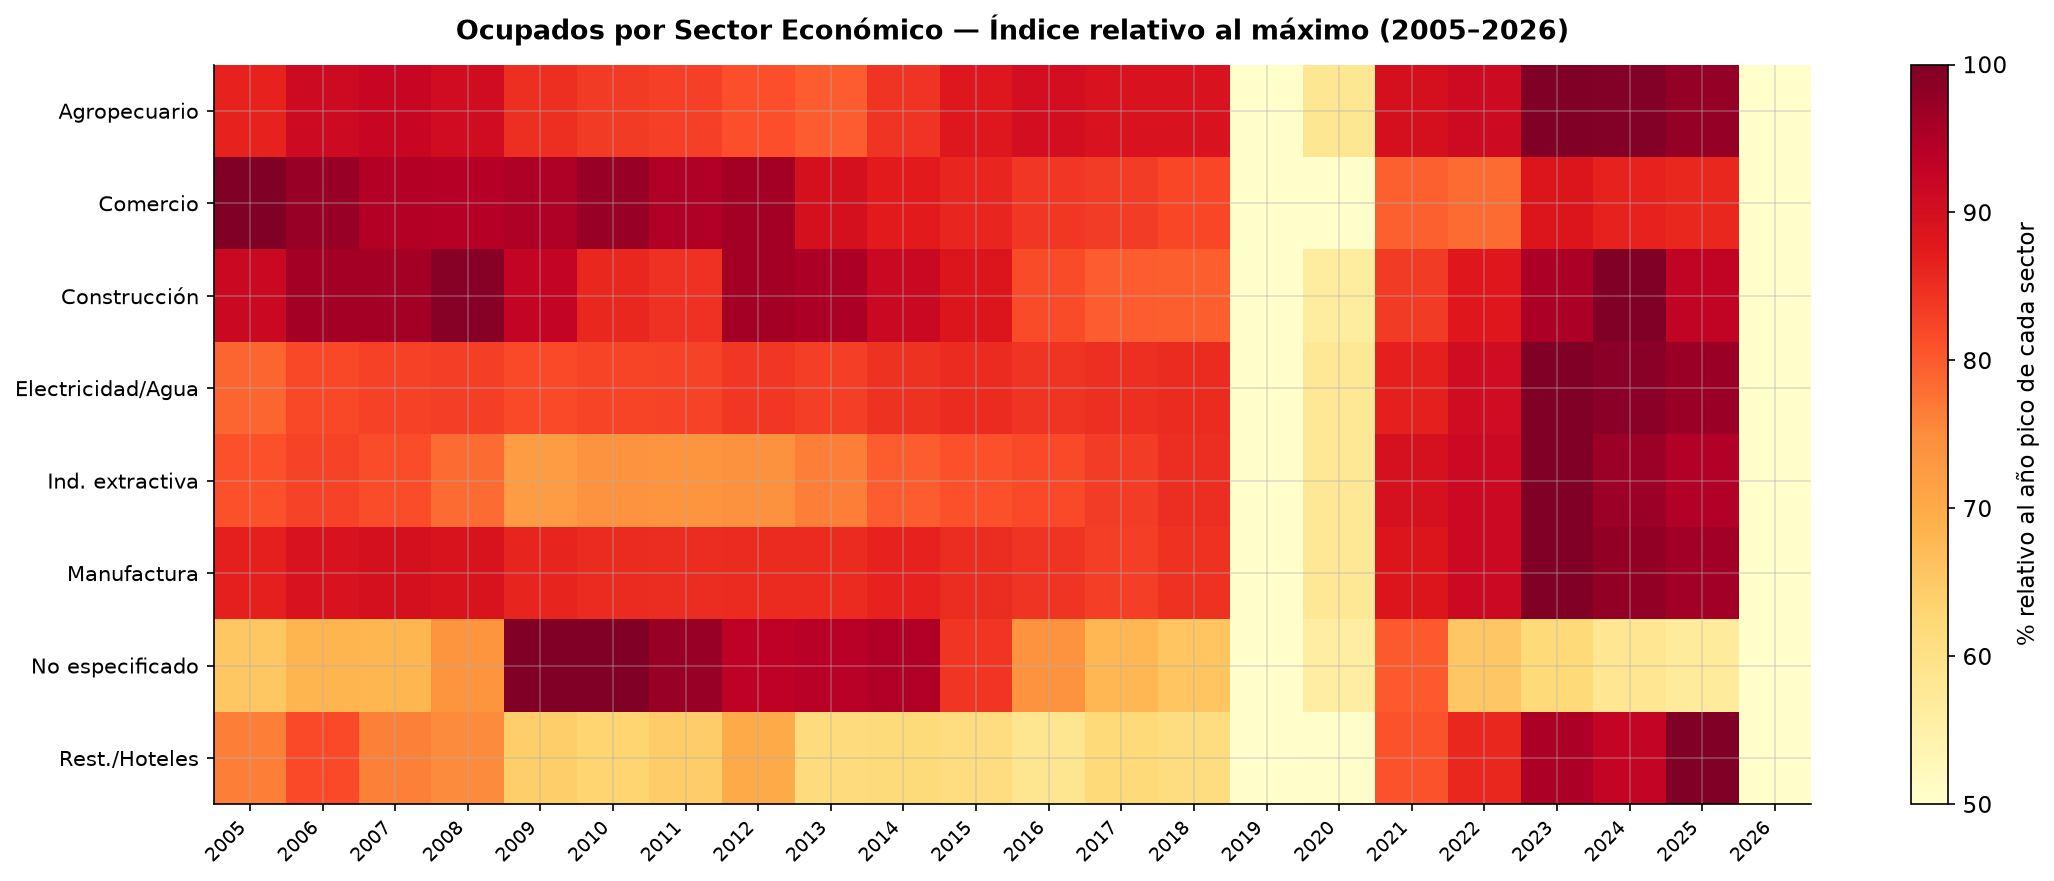 Ocupados por Sector Económico — Índice relativo al máximo (2005–2026)
Agropecuario
Comercio
Construcción
Electricidad/Agua
Ind. extractiva
Manufactura
No especificado
Rest./Hoteles
2005
2006
2007
2008
2009
2010
2011
2012
2013
2014
2015
2016
2017
2018
2019
2020
2021
2022
2023
2024
2025
2026
100
90
80
70
60
50
% relativo al año pico de cada sector